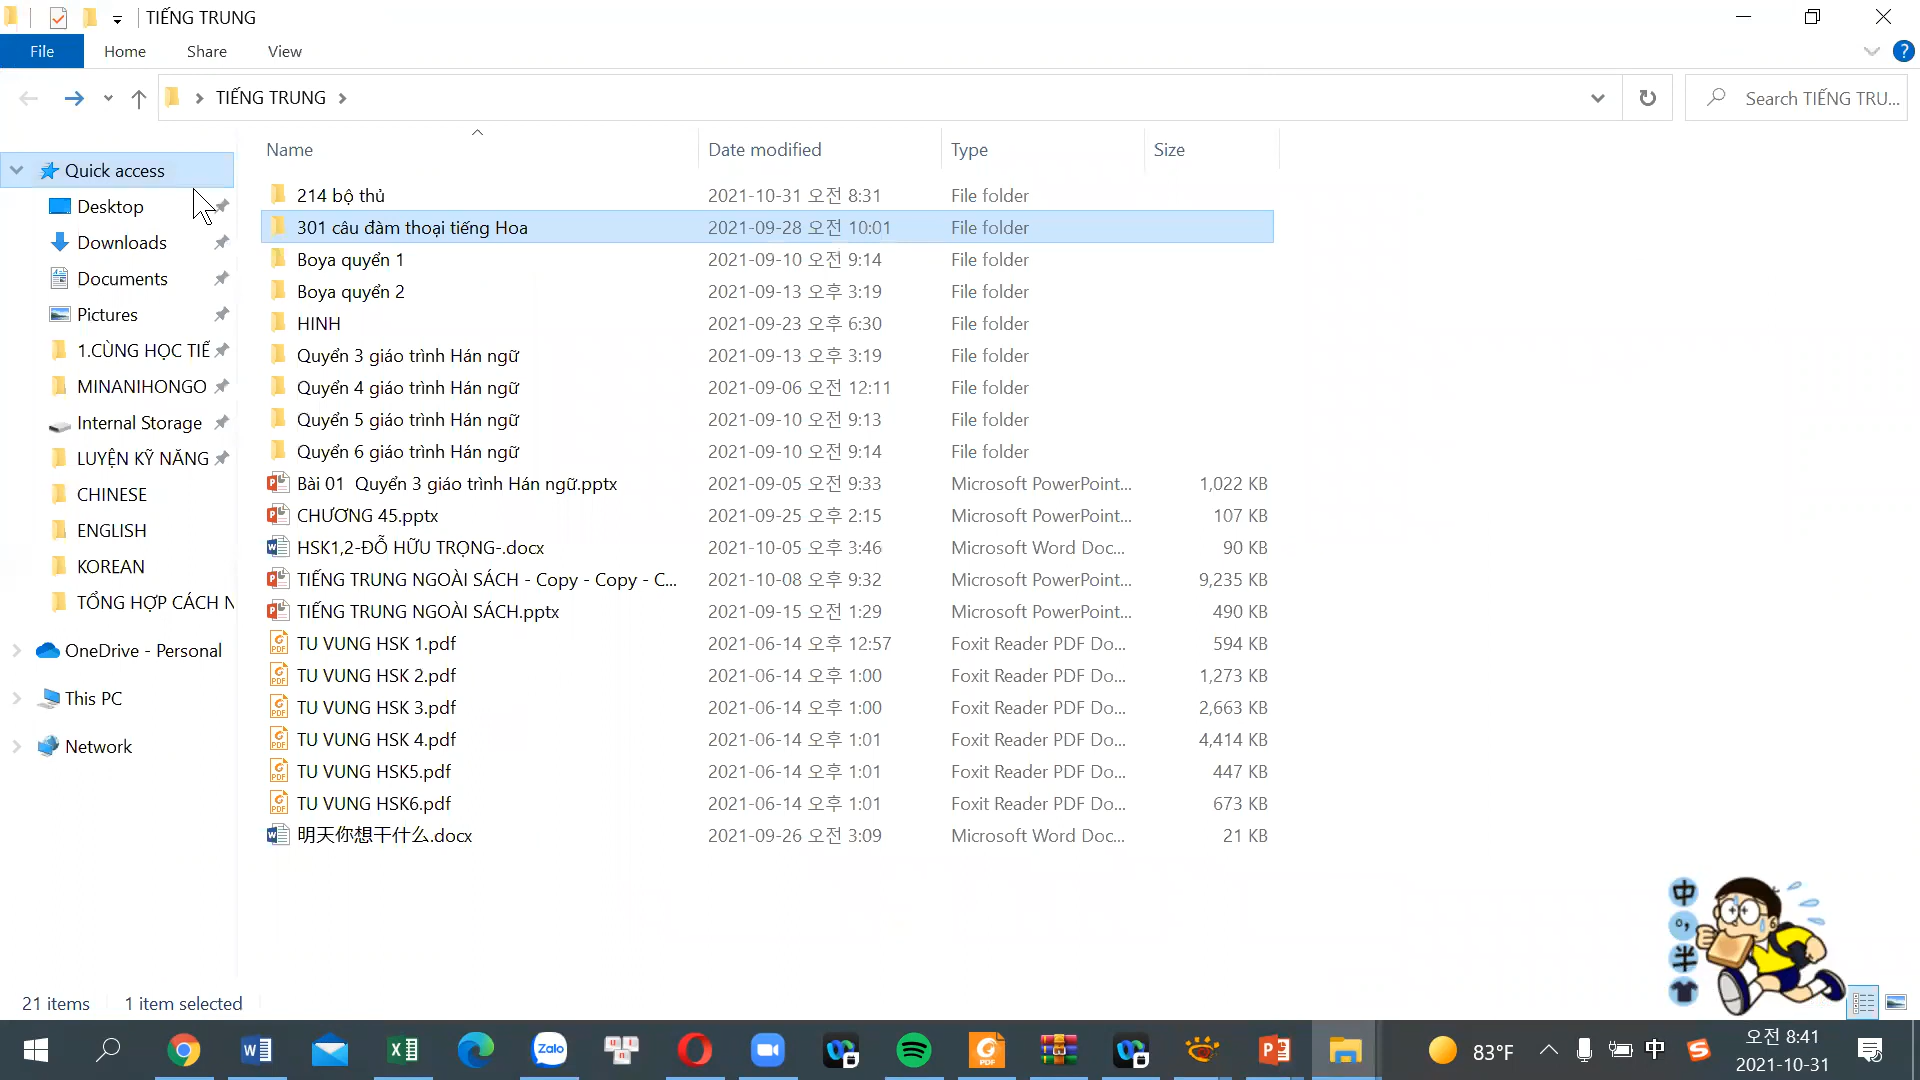 TIẾNG TRUNG
File Home Share View
TIẾNG TRUNG
Search TIẾNG TRU...
Name Date modified Type Size
Quick access
Desktop
Downloads
Documents
Pictures
1.CÙNG HỌC TIẾ
MINANIHONGO
Internal Storage
LUYỆN KỸ NĂNG
CHINESE
ENGLISH
KOREAN
TỔNG HỢP CÁCH N
OneDrive - Personal
This PC
Network
214 bộ thủ 2021-10-31 오전 8:31 File folder
301 câu đàm thoại tiếng Hoa 2021-09-28 오전 10:01 File folder
Boya quyển 1 2021-09-10 오전 9:14 File folder
Boya quyển 2 2021-09-13 오후 3:19 File folder
HINH 2021-09-23 오후 6:30 File folder
Quyển 3 giáo trình Hán ngữ 2021-09-13 오후 3:19 File folder
Quyển 4 giáo trình Hán ngữ 2021-09-06 오전 12:11 File folder
Quyển 5 giáo trình Hán ngữ 2021-09-10 오전 9:13 File folder
Quyển 6 giáo trình Hán ngữ 2021-09-10 오전 9:14 File folder
Bài 01  Quyển 3 giáo trình Hán ngữ.pptx 2021-09-05 오전 9:33 Microsoft PowerPoint... 1,022 KB
CHƯƠNG 45.pptx 2021-09-25 오후 2:15 Microsoft PowerPoint... 107 KB
HSK1,2-ĐỖ HỮU TRỌNG-.docx 2021-10-05 오후 3:46 Microsoft Word Doc... 90 KB
TIẾNG TRUNG NGOÀI SÁCH - Copy - Copy - C... 2021-10-08 오후 9:32 Microsoft PowerPoint... 9,235 KB
TIẾNG TRUNG NGOÀI SÁCH.pptx 2021-09-15 오전 1:29 Microsoft PowerPoint... 490 KB
TU VUNG HSK 1.pdf 2021-06-14 오후 12:57 Foxit Reader PDF Do... 594 KB
TU VUNG HSK 2.pdf 2021-06-14 오후 1:00 Foxit Reader PDF Do... 1,273 KB
TU VUNG HSK 3.pdf 2021-06-14 오후 1:00 Foxit Reader PDF Do... 2,663 KB
TU VUNG HSK 4.pdf 2021-06-14 오후 1:01 Foxit Reader PDF Do... 4,414 KB
TU VUNG HSK5.pdf 2021-06-14 오후 1:01 Foxit Reader PDF Do... 447 KB
TU VUNG HSK6.pdf 2021-06-14 오후 1:01 Foxit Reader PDF Do... 673 KB
明天你想干什么.docx 2021-09-26 오전 3:09 Microsoft Word Doc... 21 KB
中
半
21 items 1 item selected
Zalo
83°F
中
오전 8:41
2021-10-31